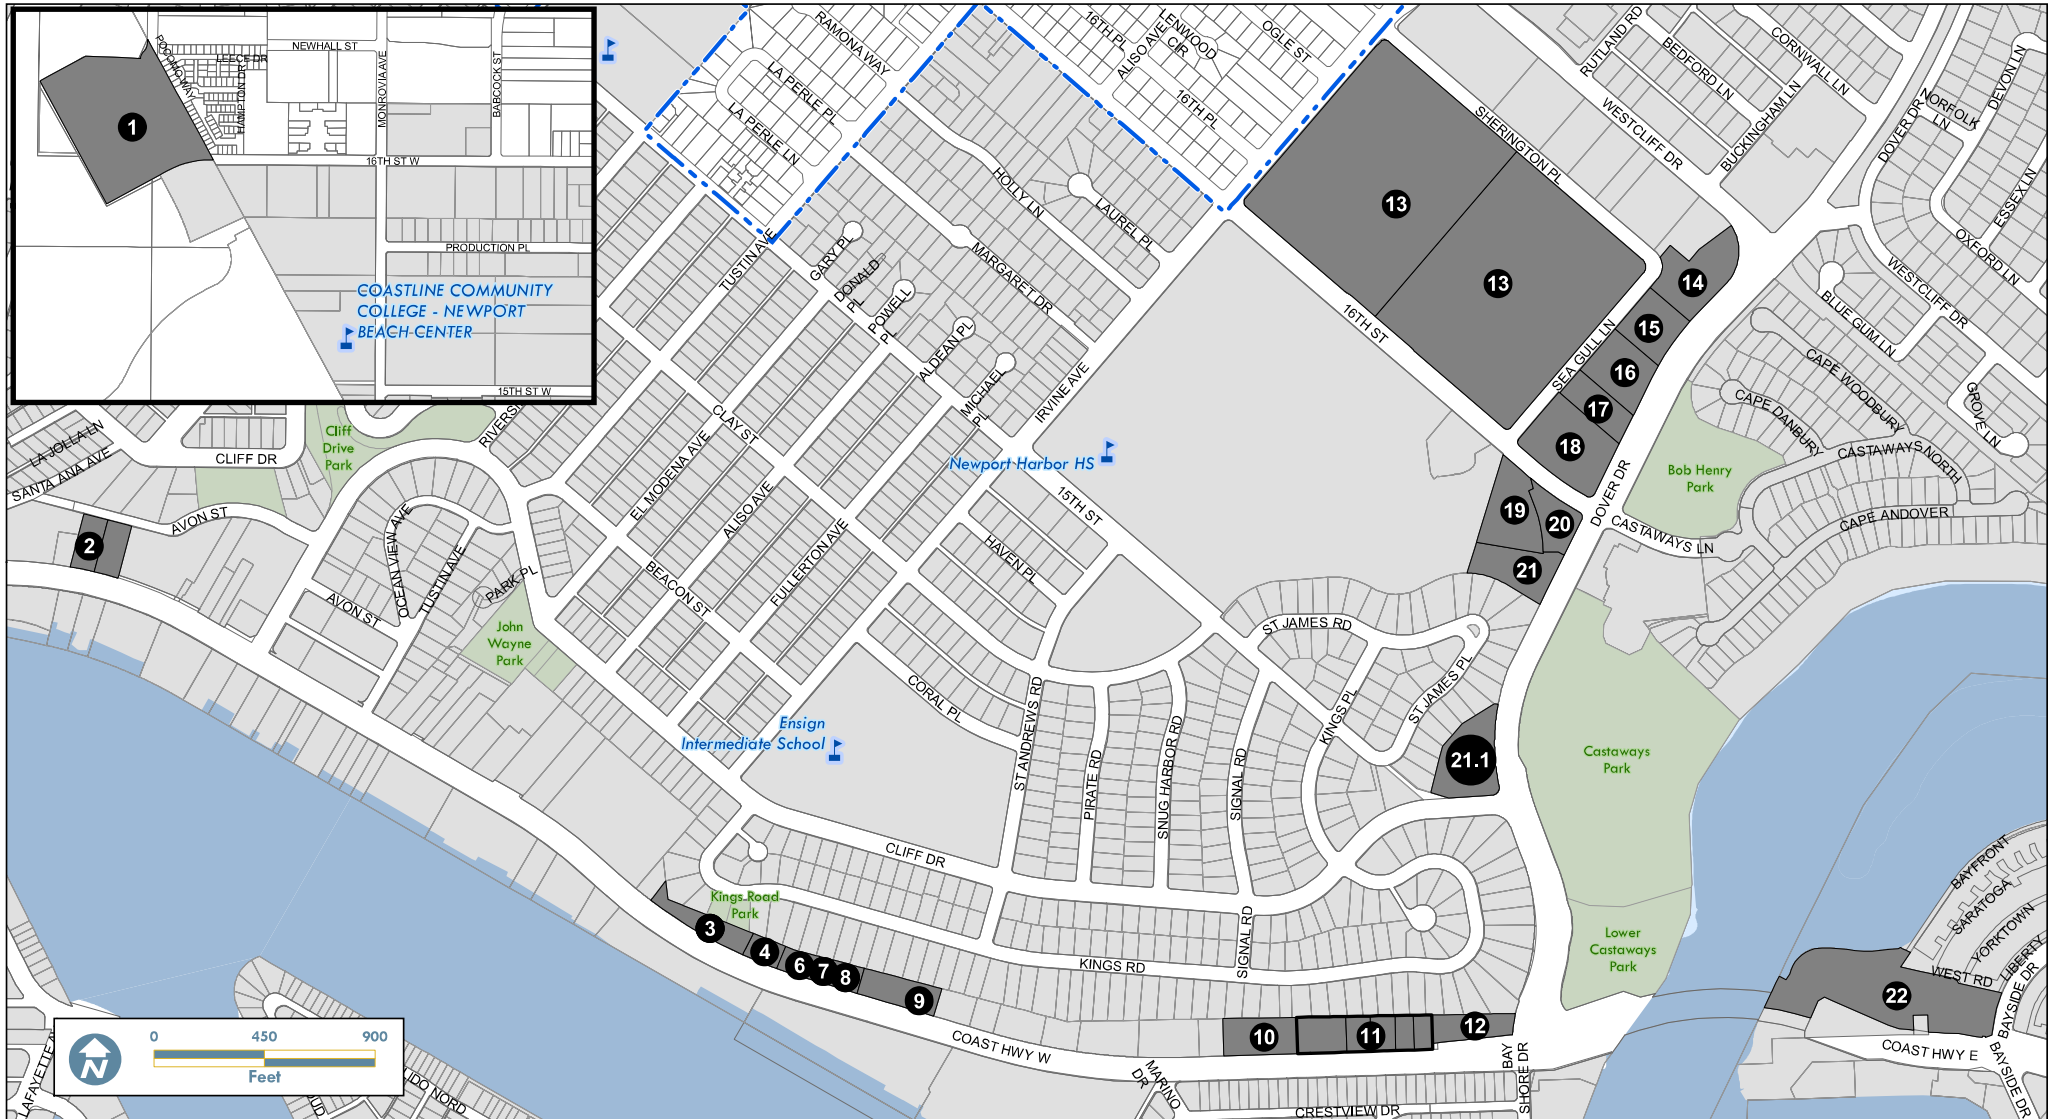 NEWHALL ST
POCOMO WAY
LEECE DR
HAMPTON DR
MONROVIA AVE
BABCOCK ST
1
16TH ST W
PRODUCTION PL
COASTLINE COMMUNITY
COLLEGE - NEWPORT
BEACH CENTER
15TH ST W
RAMONA WAY
LA PERLE PL
LA PERLE LN
16TH PL
ALISO AVE
LENWOOD
CIR
OGLE ST
16TH PL
RUTLAND RD
BEDFORD LN
CORNWALL LN
BUCKINGHAM LN
WESTCLIFF DR
SHERINGTON PL
DOVER DR
NORFOLK
LN
DEVON LN
ESSEX LN
OXFORD LN
WESTCLIFF DR
BLUE GUM LN
GROVE LN
CAPE WOODBURY
CAPE DANBURY
CASTAWAYS NORTH
CAPE ANDOVER
HOLLY LN
LAUREL PL
MARGARET DR
GARY PL
DONALD
PL
POWELL
PL
ALDEAN PL
MICHAEL
PL
IRVINE AVE
TUSTIN AVE
13
13
14
15
16
17
18
SEA GULL LN
16TH ST
19
20
21
DOVER DR
CASTAWAYS LN
Bob Henry
Park
Newport Harbor HS
15TH ST
CLAY ST
EL MODENA AVE
ALISO AVE
FULLERTON AVE
BEACON ST
HAVEN PL
LA JOLLA LN
SANTA ANA AVE
CLIFF DR
Cliff
Drive
Park
AVON ST
2
OCEAN VIEW AVE
TUSTIN AVE
PARK PL
AVON ST
John
Wayne
Park
Ensign
Intermediate School
CORAL PL
ST ANDREWS RD
PIRATE RD
SNUG HARBOR RD
SIGNAL RD
ST JAMES RD
KINGS PL
ST JAMES PL
21.1
Castaways
Park
Lower
Castaways
Park
CLIFF DR
Kings Road
Park
3
4
6
7
8
9
KINGS RD
SIGNAL RD
COAST HWY W
10
11
12
MARINO
DR
BAY
SHORE DR
CRESTVIEW DR
22
BAYFRONT
SARATOGA
YORKTOWN
LIBERTY
WEST RD
BAYSIDE DR
COAST HWY E
BAYSIDE DR
N
0 450 900
Feet